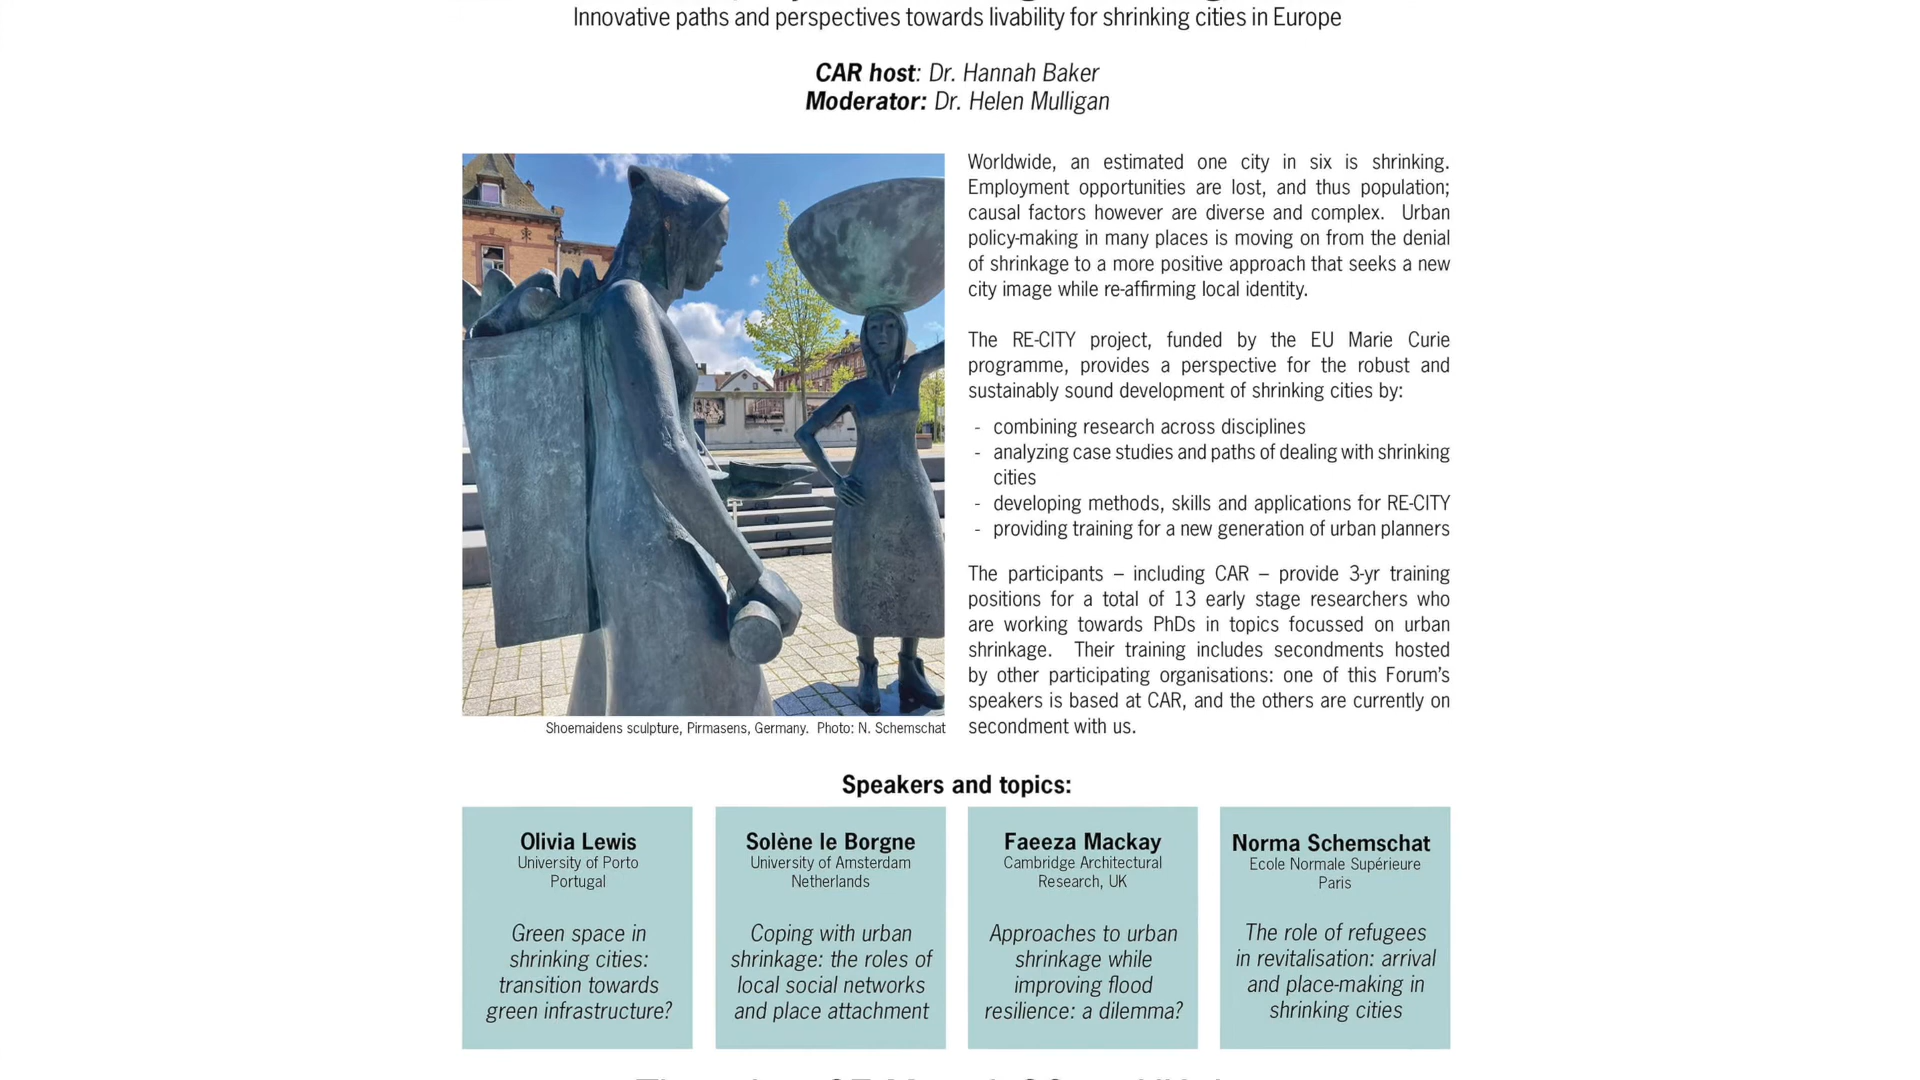 Innovative paths and perspectives towards livability for shrinking cities in Europe
CAR host: Dr. Hannah Baker
Moderator: Dr. Helen Mulligan
Worldwide, an estimated one city in six is shrinking.
Employment opportunities are lost, and thus population;
causal factors however are diverse and complex. Urban
policy-making in many places is moving on from the denial
of shrinkage to a more positive approach that seeks a new
city image while re-affirming local identity.
The RE-CITY project, funded by the EU Marie Curie
programme, provides a perspective for the robust and
sustainably sound development of shrinking cities by:
- combining research across disciplines
- analyzing case studies and paths of dealing with shrinking
cities
- developing methods, skills and applications for RE-CITY
- providing training for a new generation of urban planners
The participants – including CAR – provide 3-yr training
positions for a total of 13 early stage researchers who
are working towards PhDs in topics focussed on urban
shrinkage. Their training includes secondments hosted
by other participating organisations: one of this Forum's
speakers is based at CAR, and the others are currently on
secondment with us.
Shoemaidens sculpture, Pirmasens, Germany. Photo: N. Schemschat
Speakers and topics:
Olivia Lewis
University of Porto
Portugal
Green space in
shrinking cities:
transition towards
green infrastructure?
Solène le Borgne
University of Amsterdam
Netherlands
Coping with urban
shrinkage: the roles of
local social networks
and place attachment
Faeeza Mackay
Cambridge Architectural
Research, UK
Approaches to urban
shrinkage while
improving flood
resilience: a dilemma?
Norma Schemschat
Ecole Normale Supérieure
Paris
The role of refugees
in revitalisation: arrival
and place-making in
shrinking cities